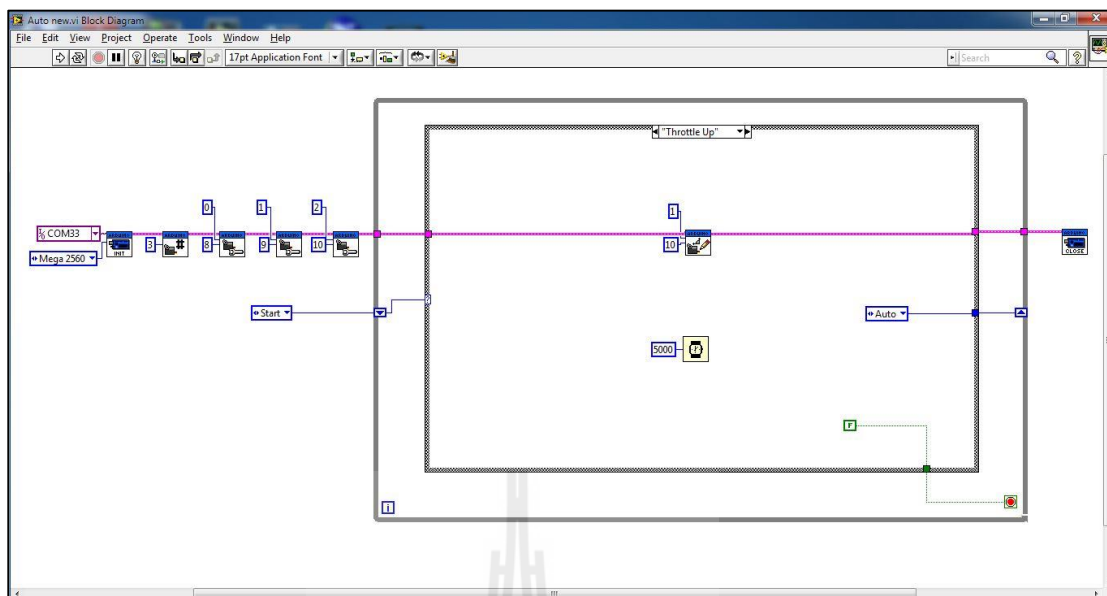 Auto new.vi Block Diagram
File Edit View Project Operate Tools Window Help
17pt Application Font
Search
"Throttle Up"
0 1 2 1
COM33 3 8 9 10 10
INIT
CLOSE
Mega 2560
Start
Auto
5000
F
i